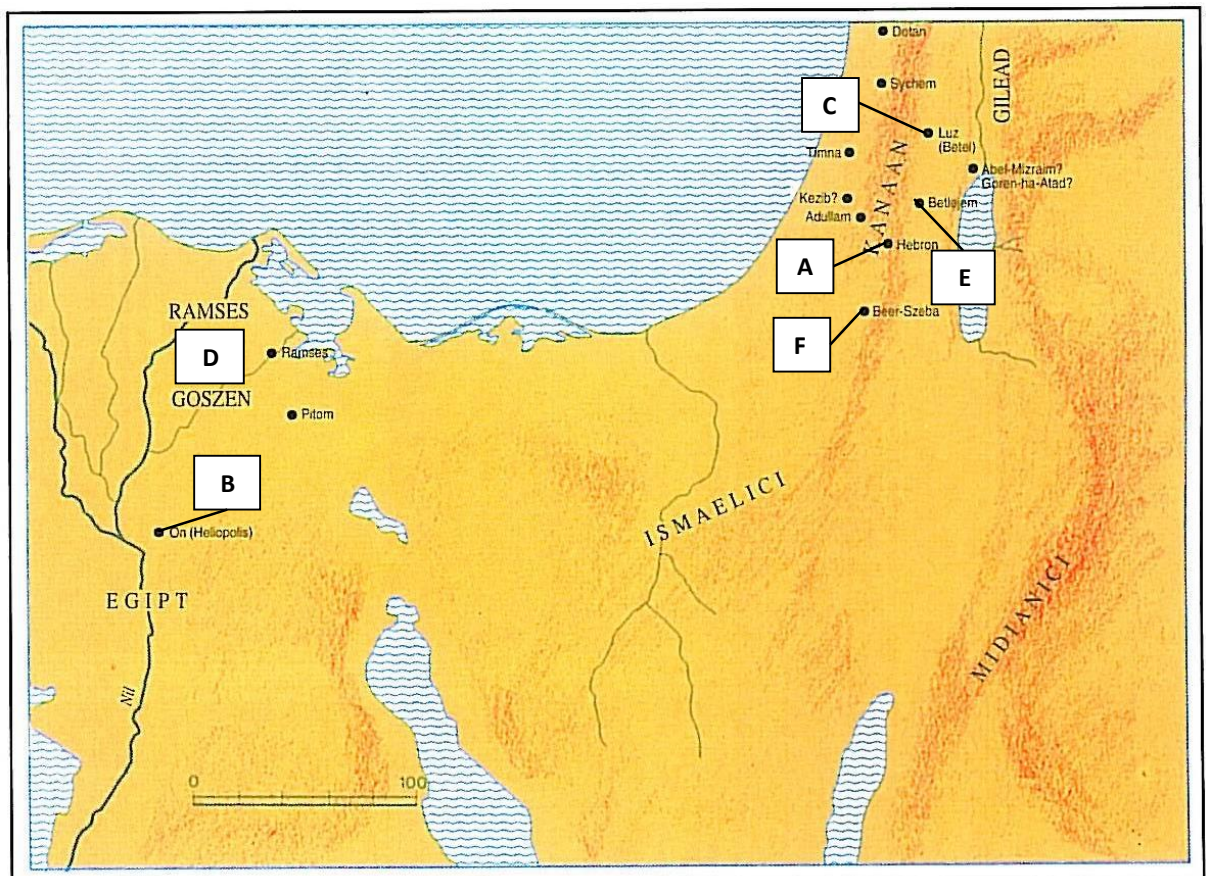 Dotan
Sychem
C
GILEAD
Luz
(Betel)
Timna
KANAAN
Abel-Mizraim?
Goren-ha-Atad?
Kezib?
Betlejem
Adullam
A
Hebron
E
RAMSES
Beer-Szeba
D
Ramses
F
GOSZEN
Pitom
B
On (Heliopolis)
ISMAELICI
EGIPT
MIDIANICI
Nil
0 100